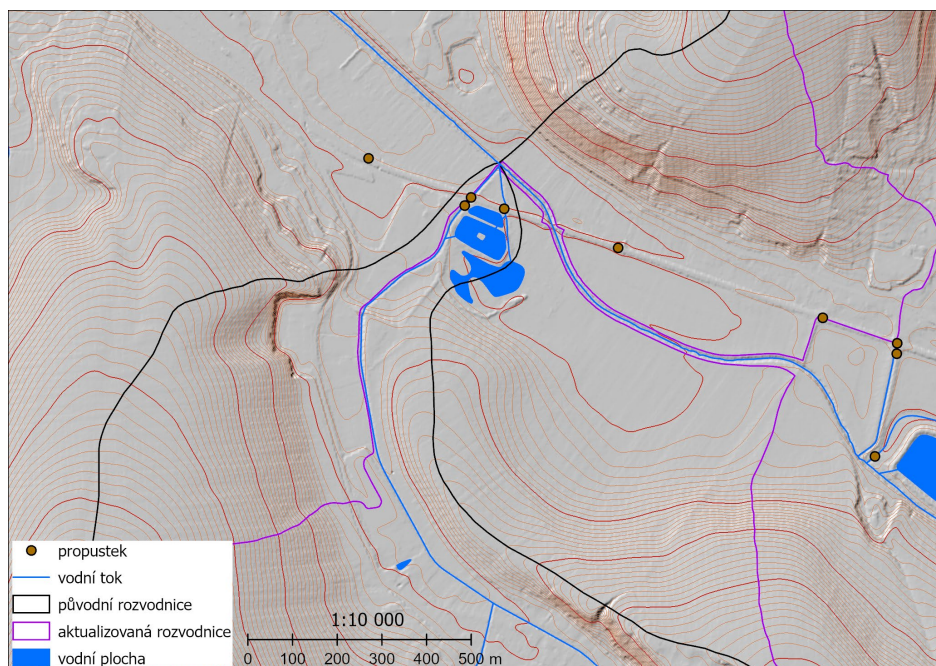 propustek
vodní tok
původní rozvodnice
aktualizovaná rozvodnice
vodní plocha
1:10 000
0 100 200 300 400 500 m